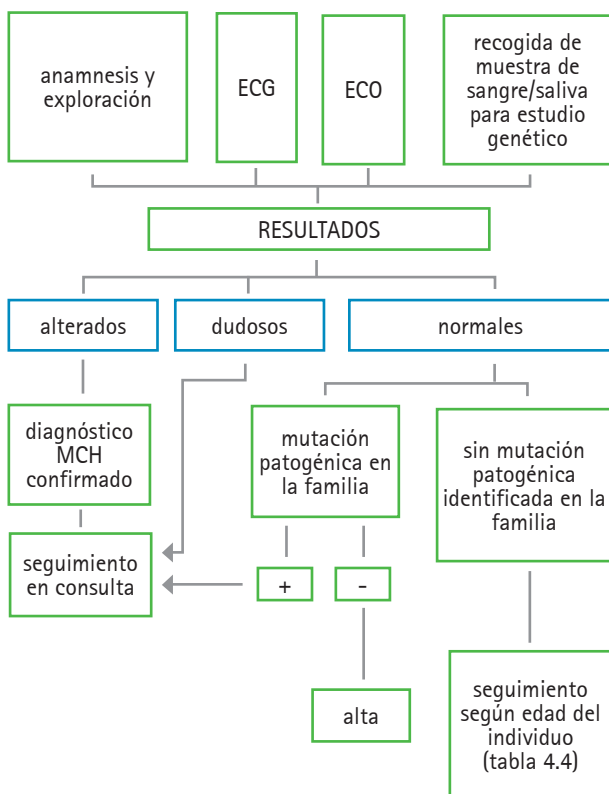 anamnesis y
exploración
ECG
ECO
recogida de
muestra de
sangre/saliva
para estudio
genético
RESULTADOS
alterados
dudosos
normales
diagnóstico
MCH
confirmado
mutación
patogénica en
la familia
sin mutación
patogénica
identificada en la
familia
seguimiento
en consulta
+
-
alta
seguimiento
según edad del
individuo
(tabla 4.4)